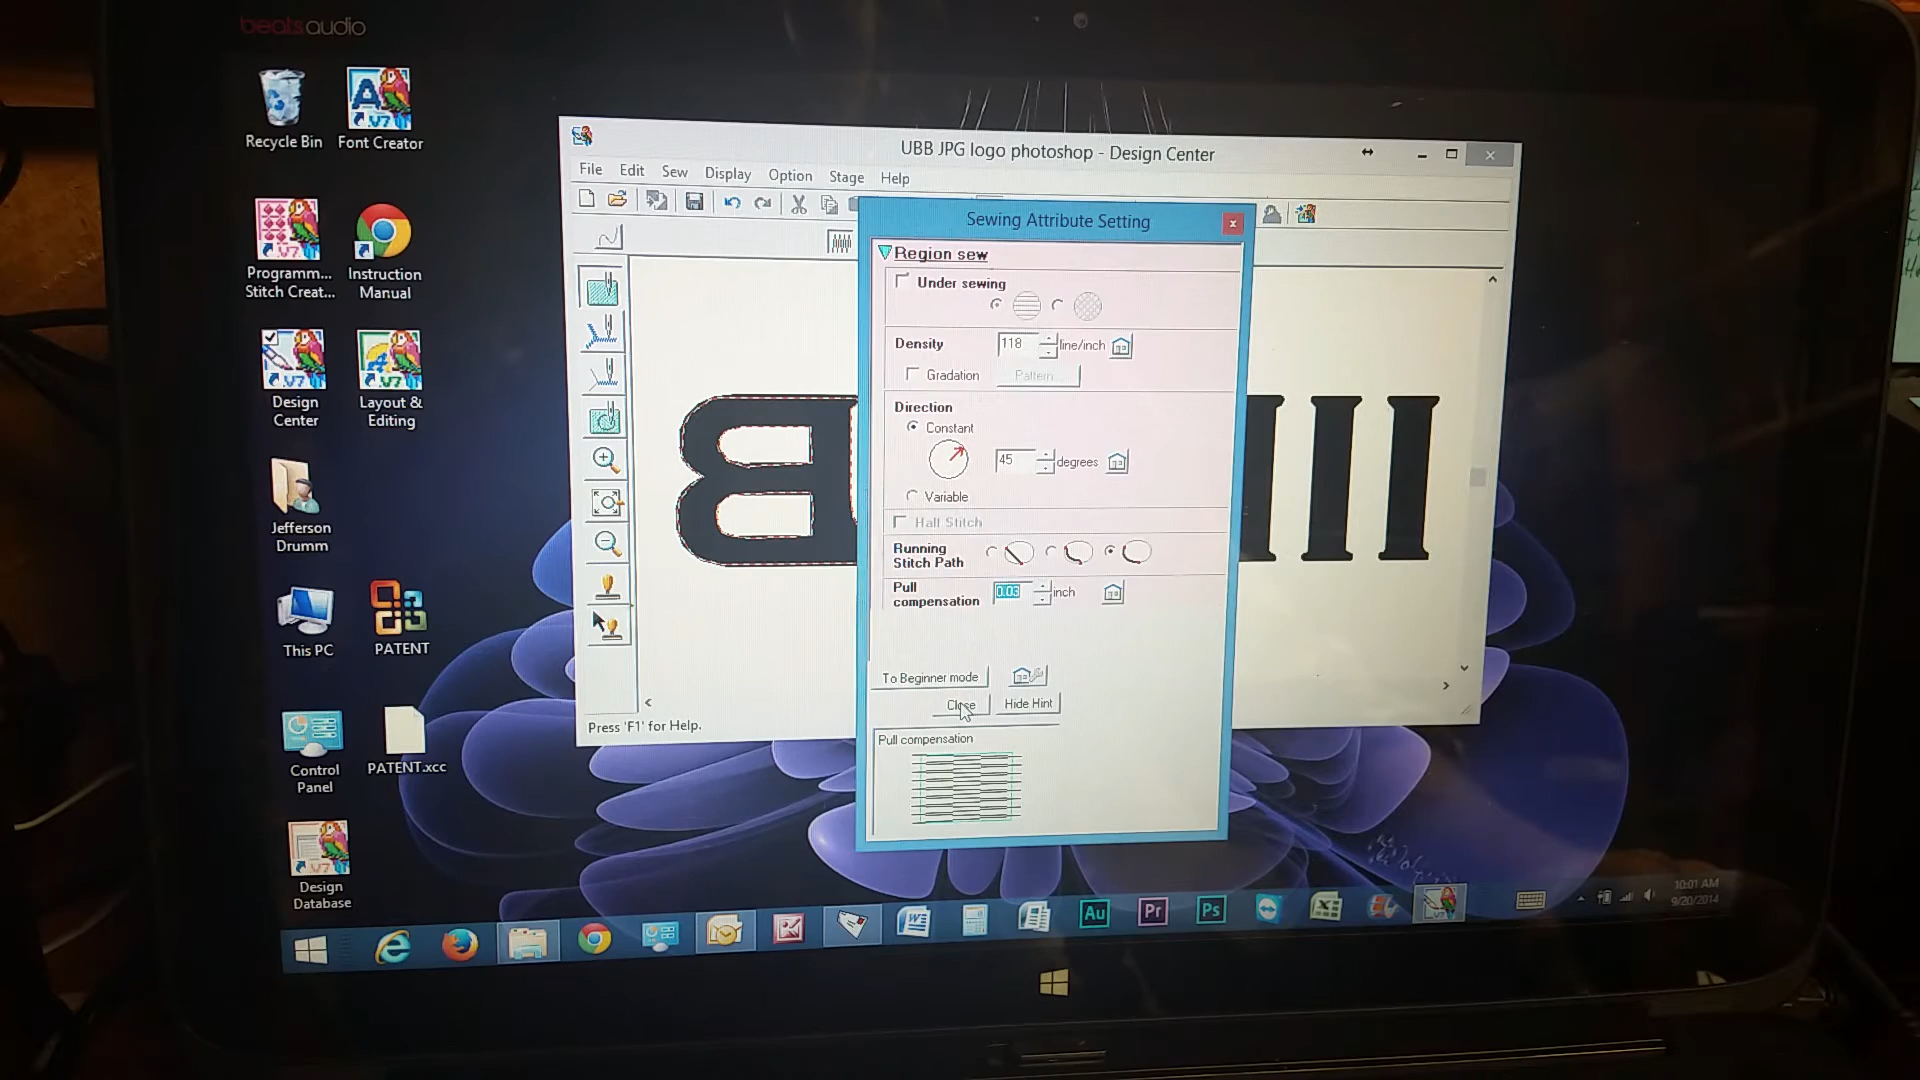 beatsaudio
Recycle Bin
Font Creator
Programm...
Stitch Creat...
Instruction
Manual
Design
Center
Layout &
Editing
Jefferson
Drumm
This PC
PATENT
Control
Panel
PATENT.xcc
Design
Database
UBB JPG logo photoshop - Design Center
File Edit Sew Display Option Stage Help
Sewing Attribute Setting
Region sew
Under sewing
Density 118 line/inch
Gradation Pattern
Direction
Constant
45 degrees
Variable
Half Stitch
Running
Stitch Path
Pull
compensation 0.03 inch
To Beginner mode
Close Hide Hint
Pull compensation
Press 'F1' for Help.
Au Pr Ps
10:01 AM
9/20/2014